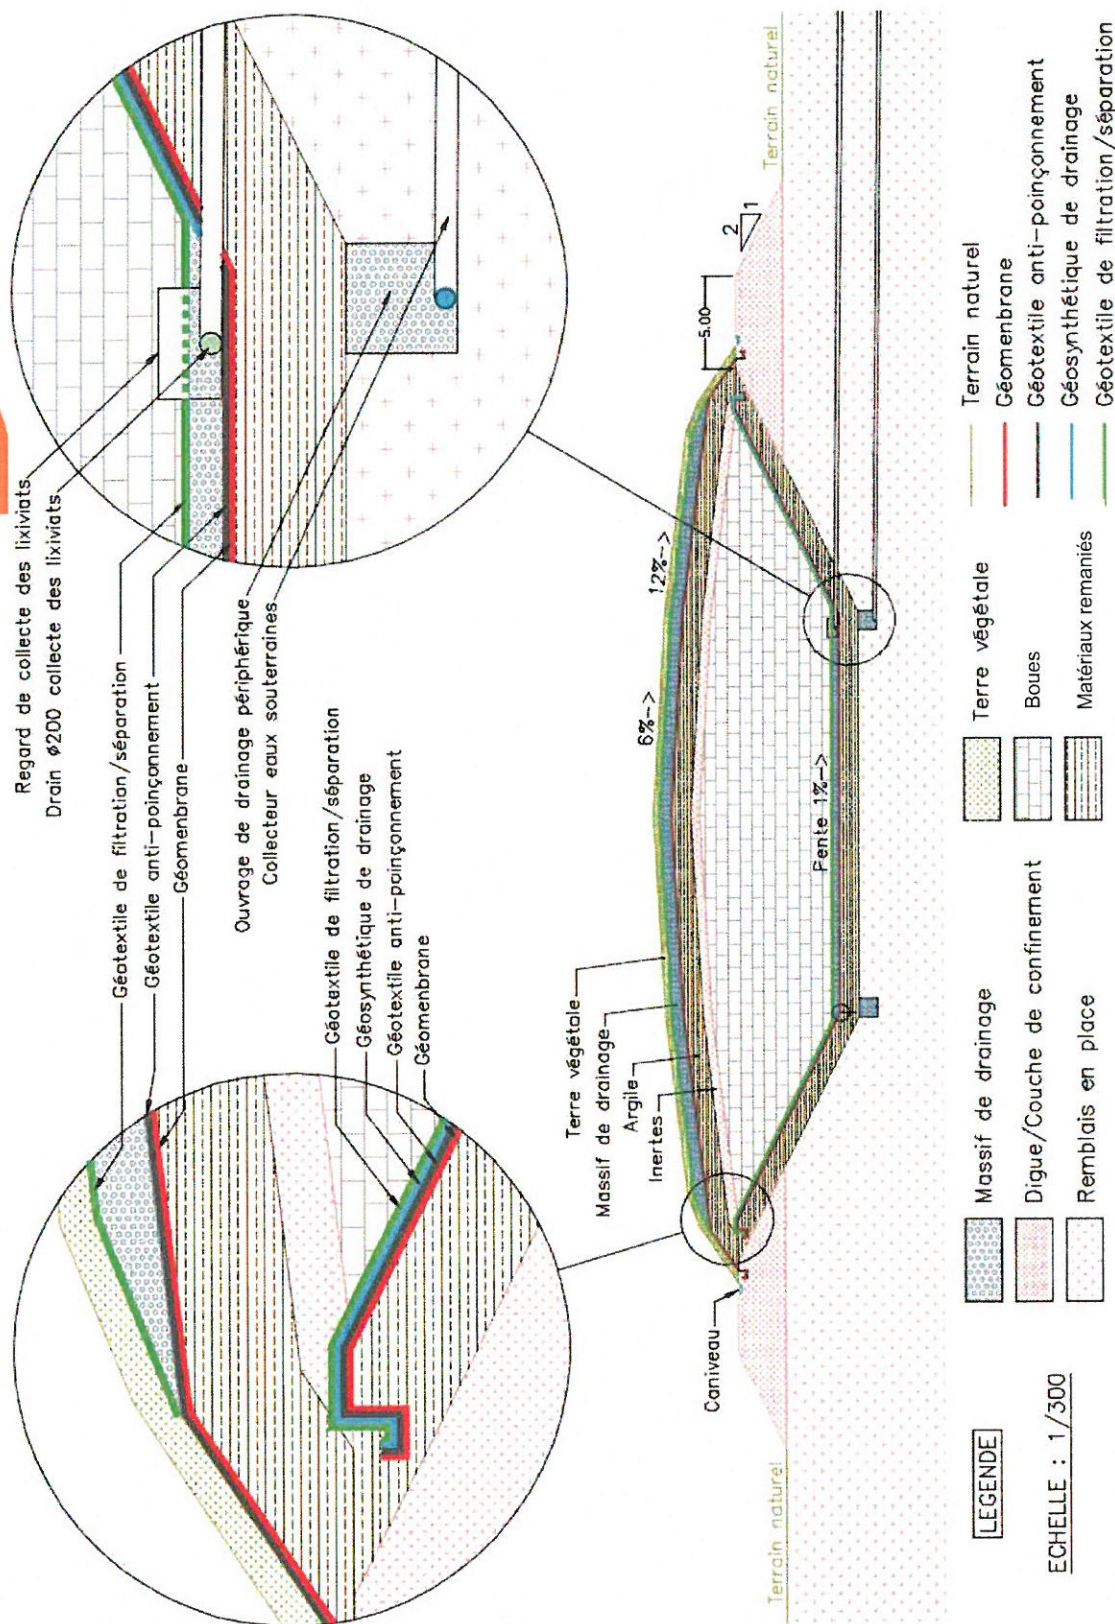 Regard de collecte des lixiviats
Drain ø200 collecte des lixiviats
Géotextile de filtration/séparation
Géotextile anti-poinçonnement
Géomenbrane
Ouvrage de drainage périphérique
Collecteur eaux souterraines
Géotextile de filtration/séparation
Géosynthétique de drainage
Géotextile anti-poinçonnement
Géomenbrane
Terre végétale
Massif de drainage
Argile
Inertes
Caniveau
6%-->
12%-->
Pente 1%-->
5.00
2
1
Terrain naturel
Terrain naturel
LEGENDE
ECHELLE : 1/300
Massif de drainage
Digue/Couche de confinement
Remblais en place
Terre végétale
Boues
Matériaux remaniés
Terrain naturel
Géomenbrane
Géotextile anti-poinçonnement
Géosynthétique de drainage
Géotextile de filtration/séparation